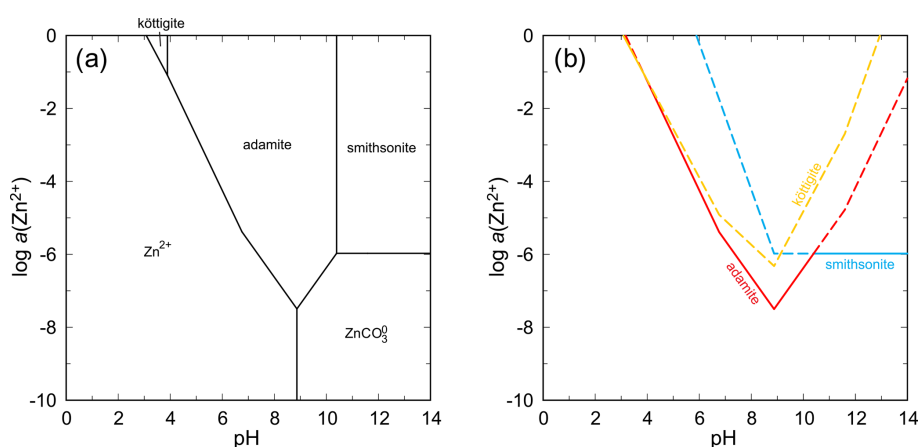 köttigite
(a)
adamite
smithsonite
Zn²⁺
ZnCO₃⁰
0
-2
-4
-6
-8
-10
log a(Zn²⁺)
0 2 4 6 8 10 12 14
pH
(b)
köttigite
adamite
smithsonite
0
-2
-4
-6
-8
-10
log a(Zn²⁺)
0 2 4 6 8 10 12 14
pH